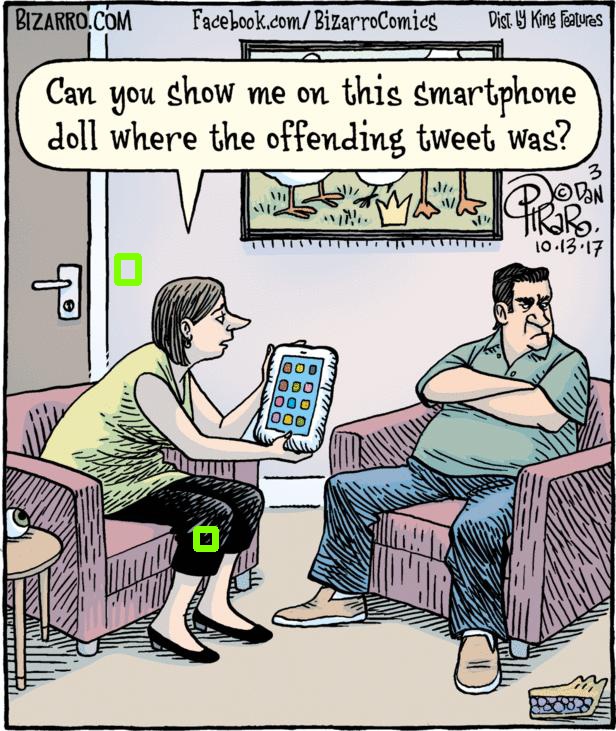 BIZARRO.COM Facebook.com/BizarroComics Dist. by King Features
Can you show me on this smartphone
doll where the offending tweet was?
3
© DAN
PIRARO.
10.13.17